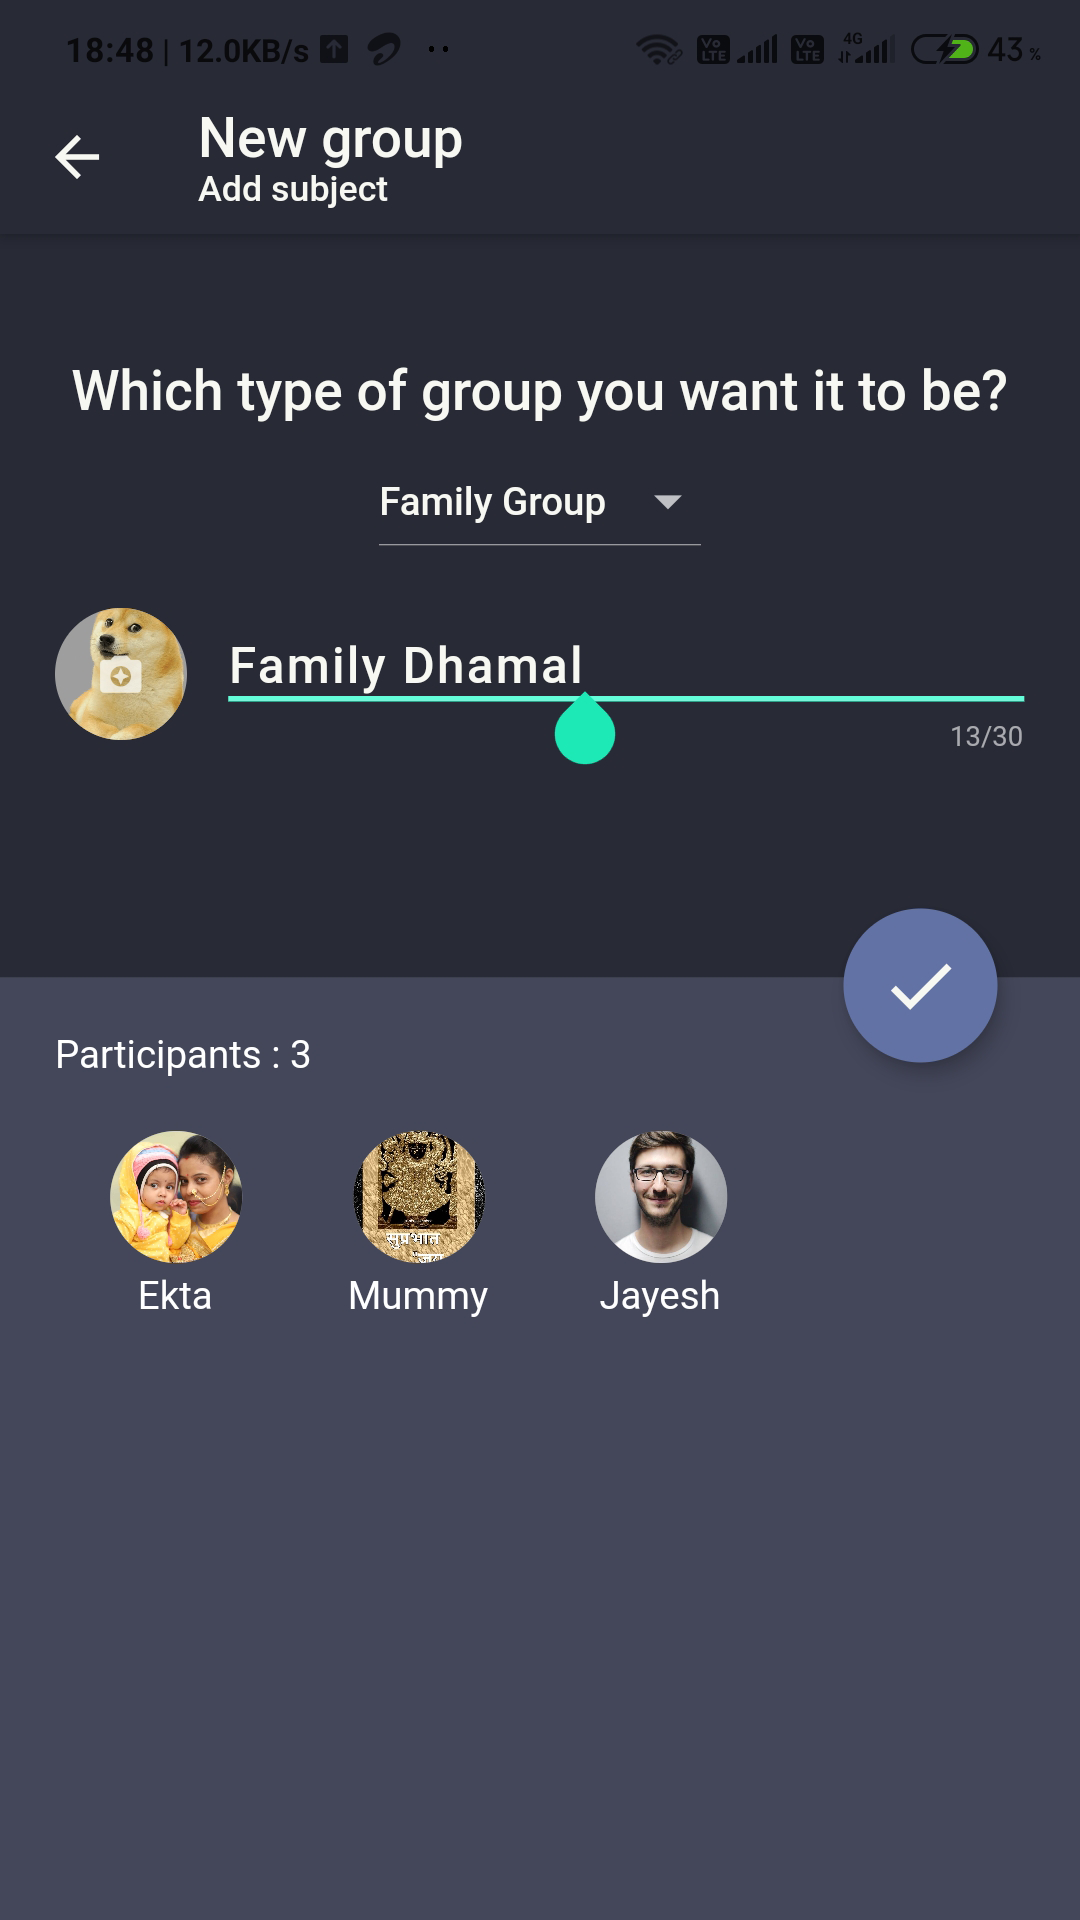 18:48 | 12.0KB/s Vo LTE Vo LTE 4G 43 %
New group
Add subject
Which type of group you want it to be?
Family Group
Family Dhamal
13/30
Participants : 3
सुप्रभात
Ekta Mummy Jayesh